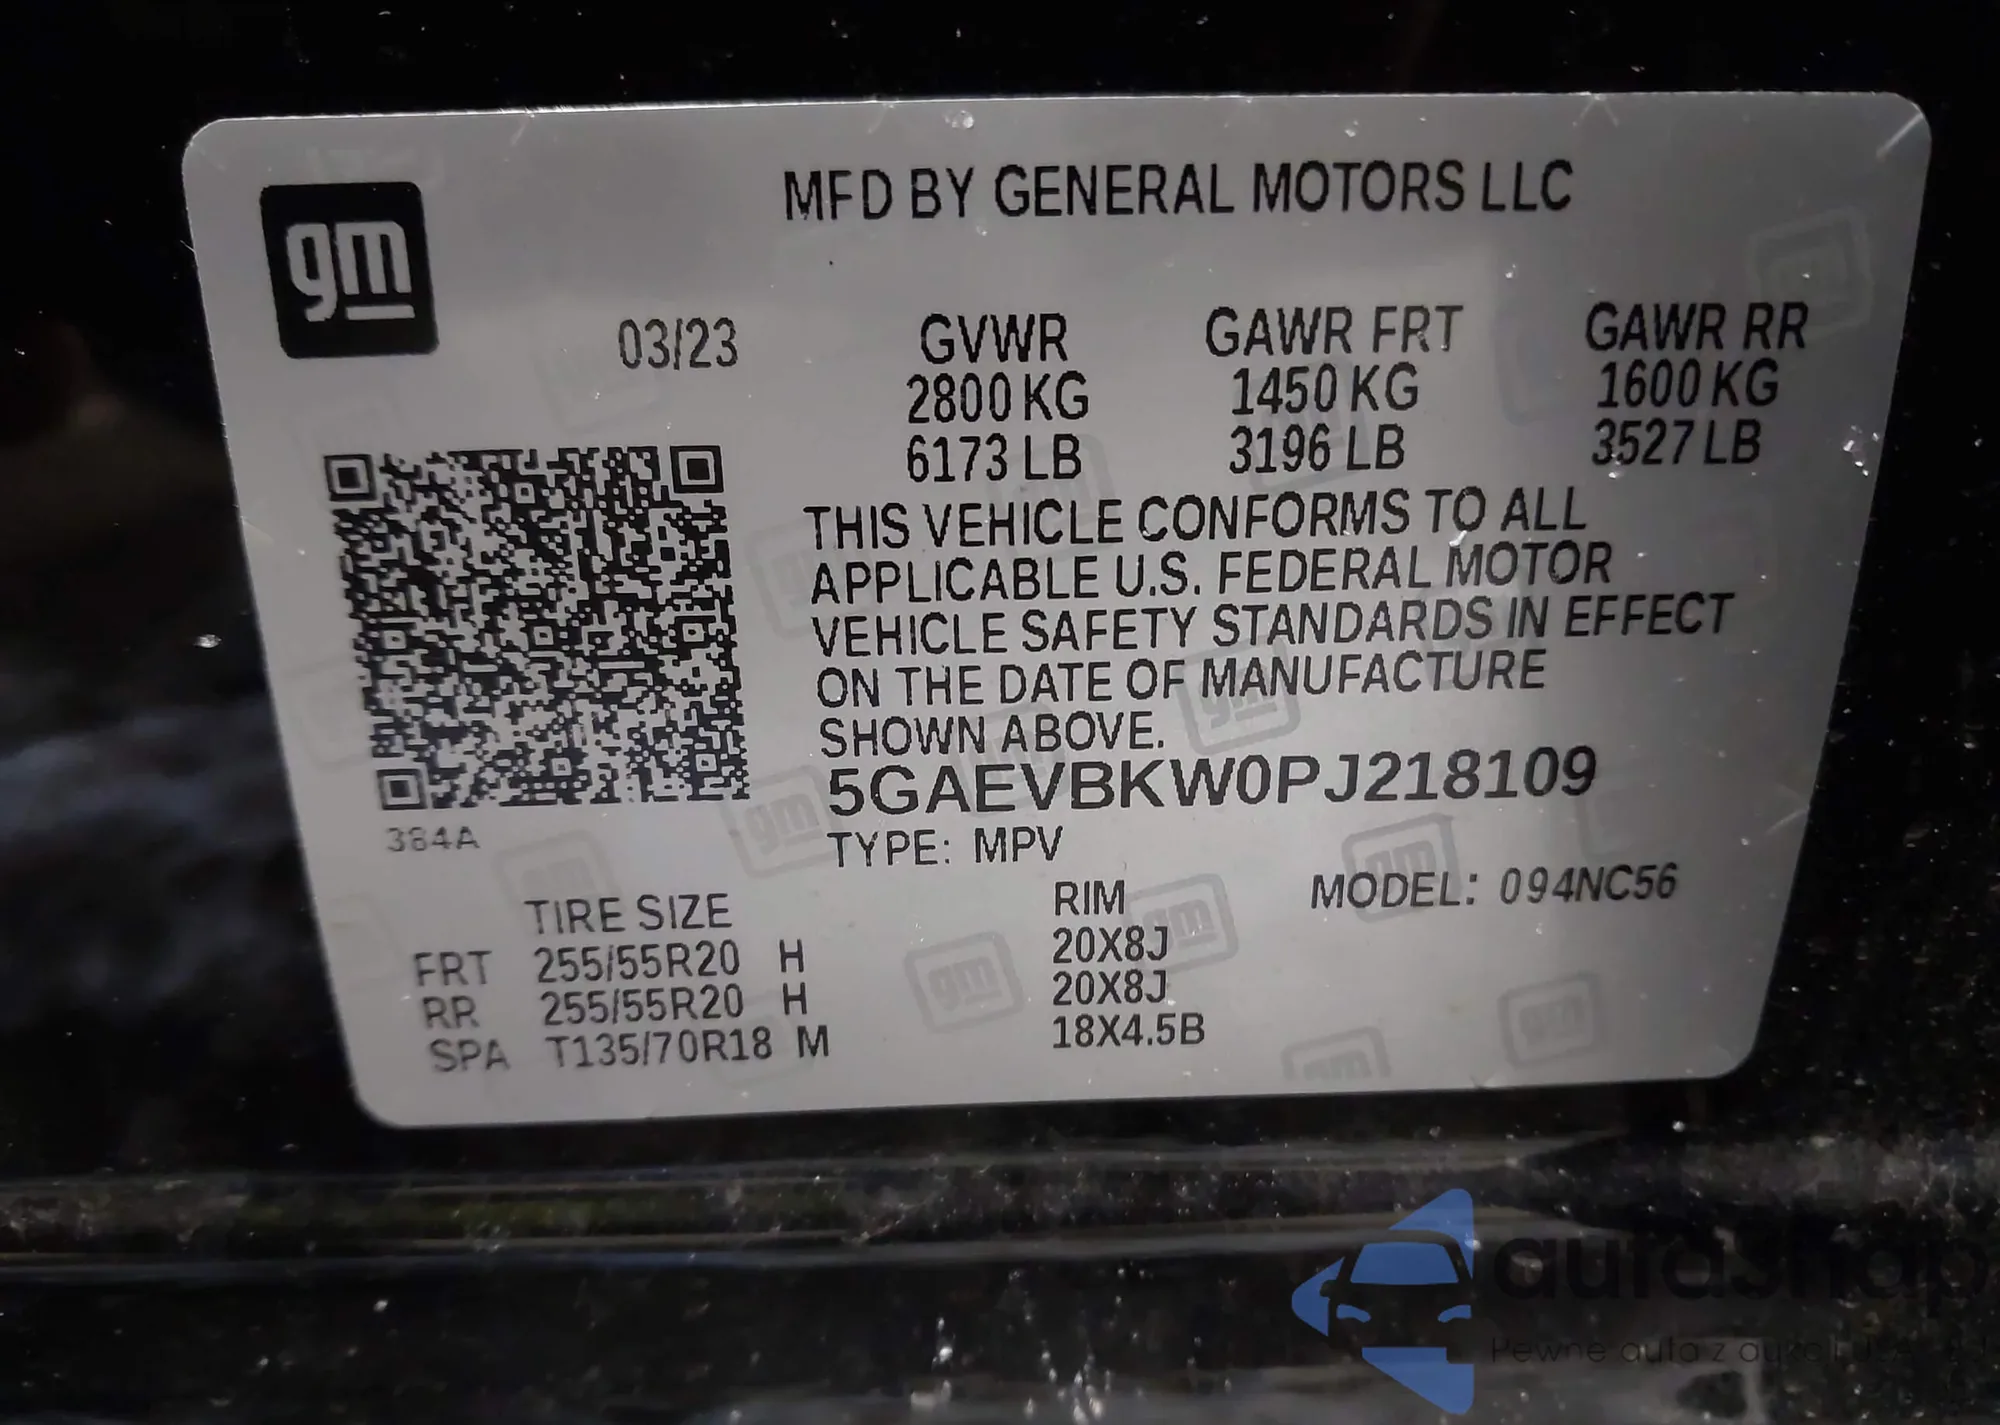 gm
MFD BY GENERAL MOTORS LLC
03/23
GVWR GAWR FRT GAWR RR
2800 KG 1450 KG 1600 KG
6173 LB 3196 LB 3527 LB
THIS VEHICLE CONFORMS TO ALL
APPLICABLE U.S. FEDERAL MOTOR
VEHICLE SAFETY STANDARDS IN EFFECT
ON THE DATE OF MANUFACTURE
SHOWN ABOVE.
5GAEVBKW0PJ218109
384A
TYPE: MPV
TIRE SIZE RIM MODEL: 094NC56
FRT 255/55R20 H 20X8J
RR 255/55R20 H 20X8J
SPA T135/70R18 M 18X4.5B
autashap
Pewne auta z